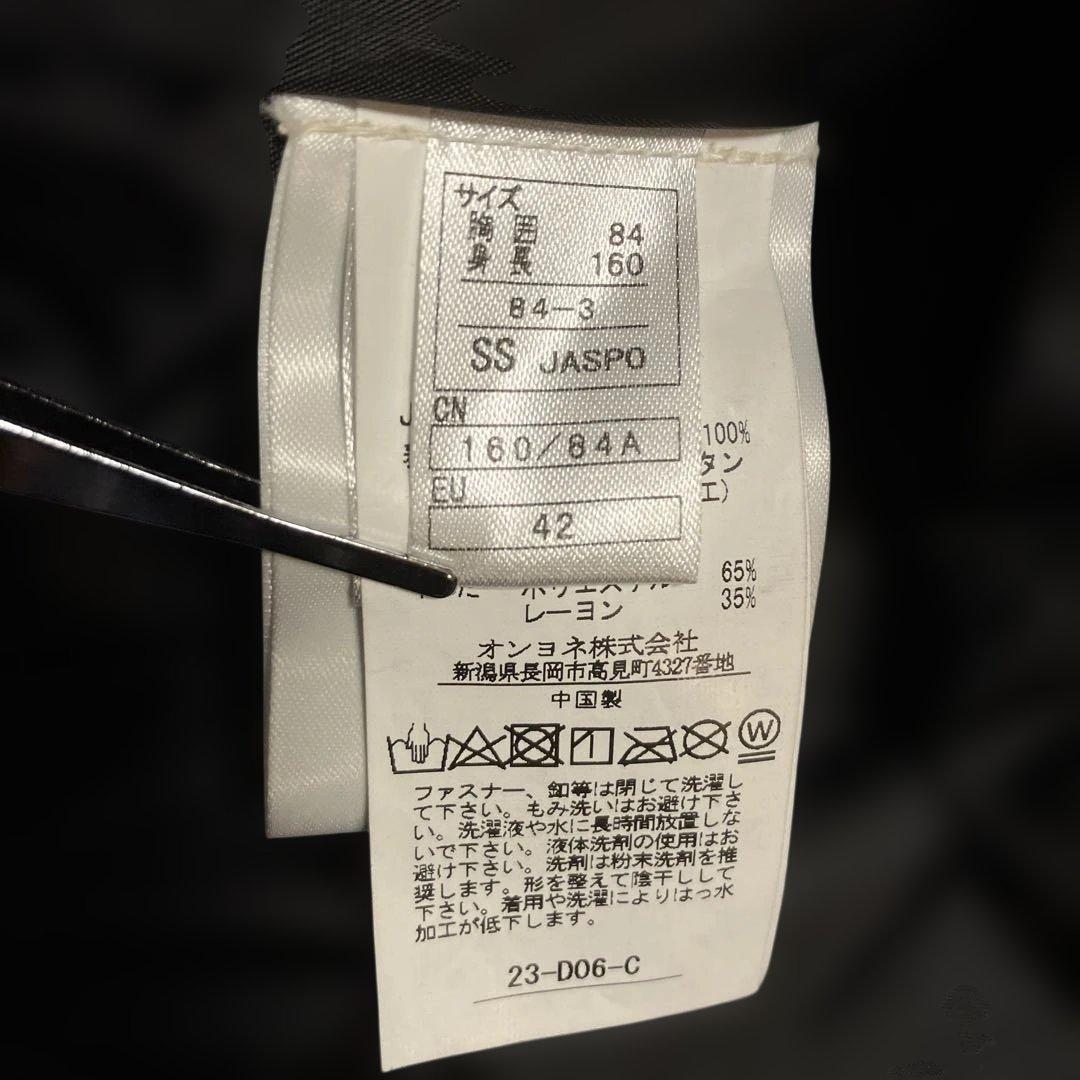 サイズ
胸囲 84
身長 160
84-3
SS JASPO
CN
160/84A
EU
42
100%
タン
エ)
65%
レーヨン 35%
オンヨネ株式会社
新潟県長岡市高見町4327番地
中国製
W
ファスナー、釦等は閉じて洗濯し
て下さい。もみ洗いはお避け下さ
い。洗濯液や水に長時間放置しな
いで下さい。液体洗剤の使用はお
避け下さい。洗剤は粉末洗剤を推
奨します。形を整えて陰干しして
下さい。着用や洗濯によりはっ水
加工が低下します。
23-D06-C